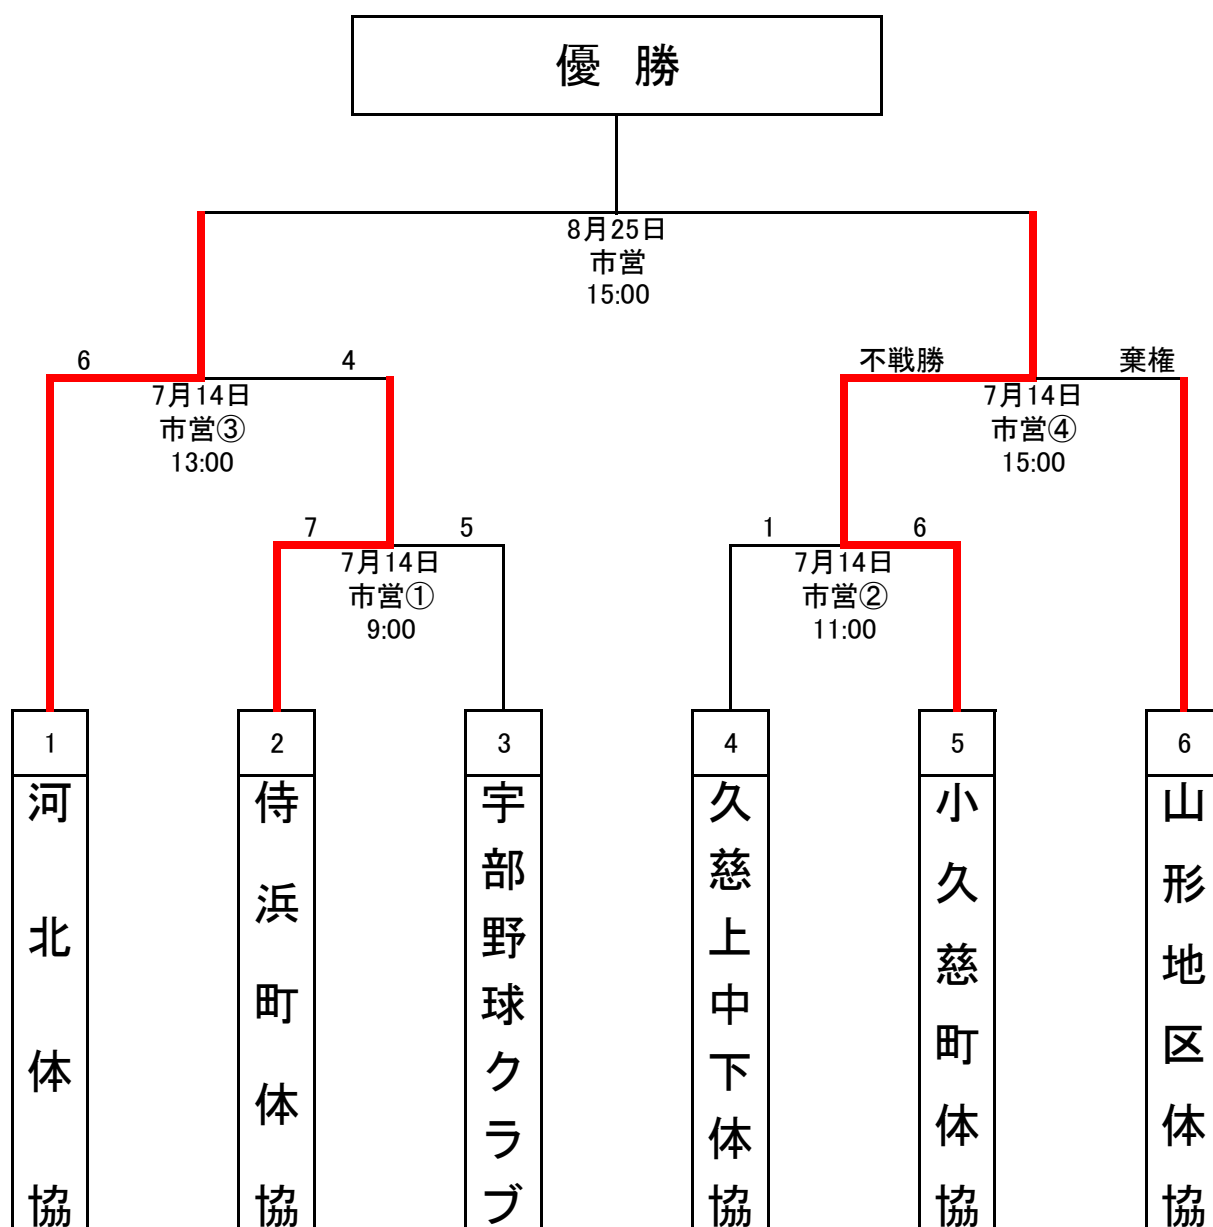 優 勝
8月25日
市営
15:00
6
4
7月14日
市営③
13:00
不戦勝
棄権
7月14日
市営④
15:00
7
5
7月14日
市営①
9:00
1
6
7月14日
市営②
11:00
1
河北体協
2
侍浜町体協
3
宇部野球クラブ
4
久慈上中下体協
5
小久慈町体協
6
山形地区体協